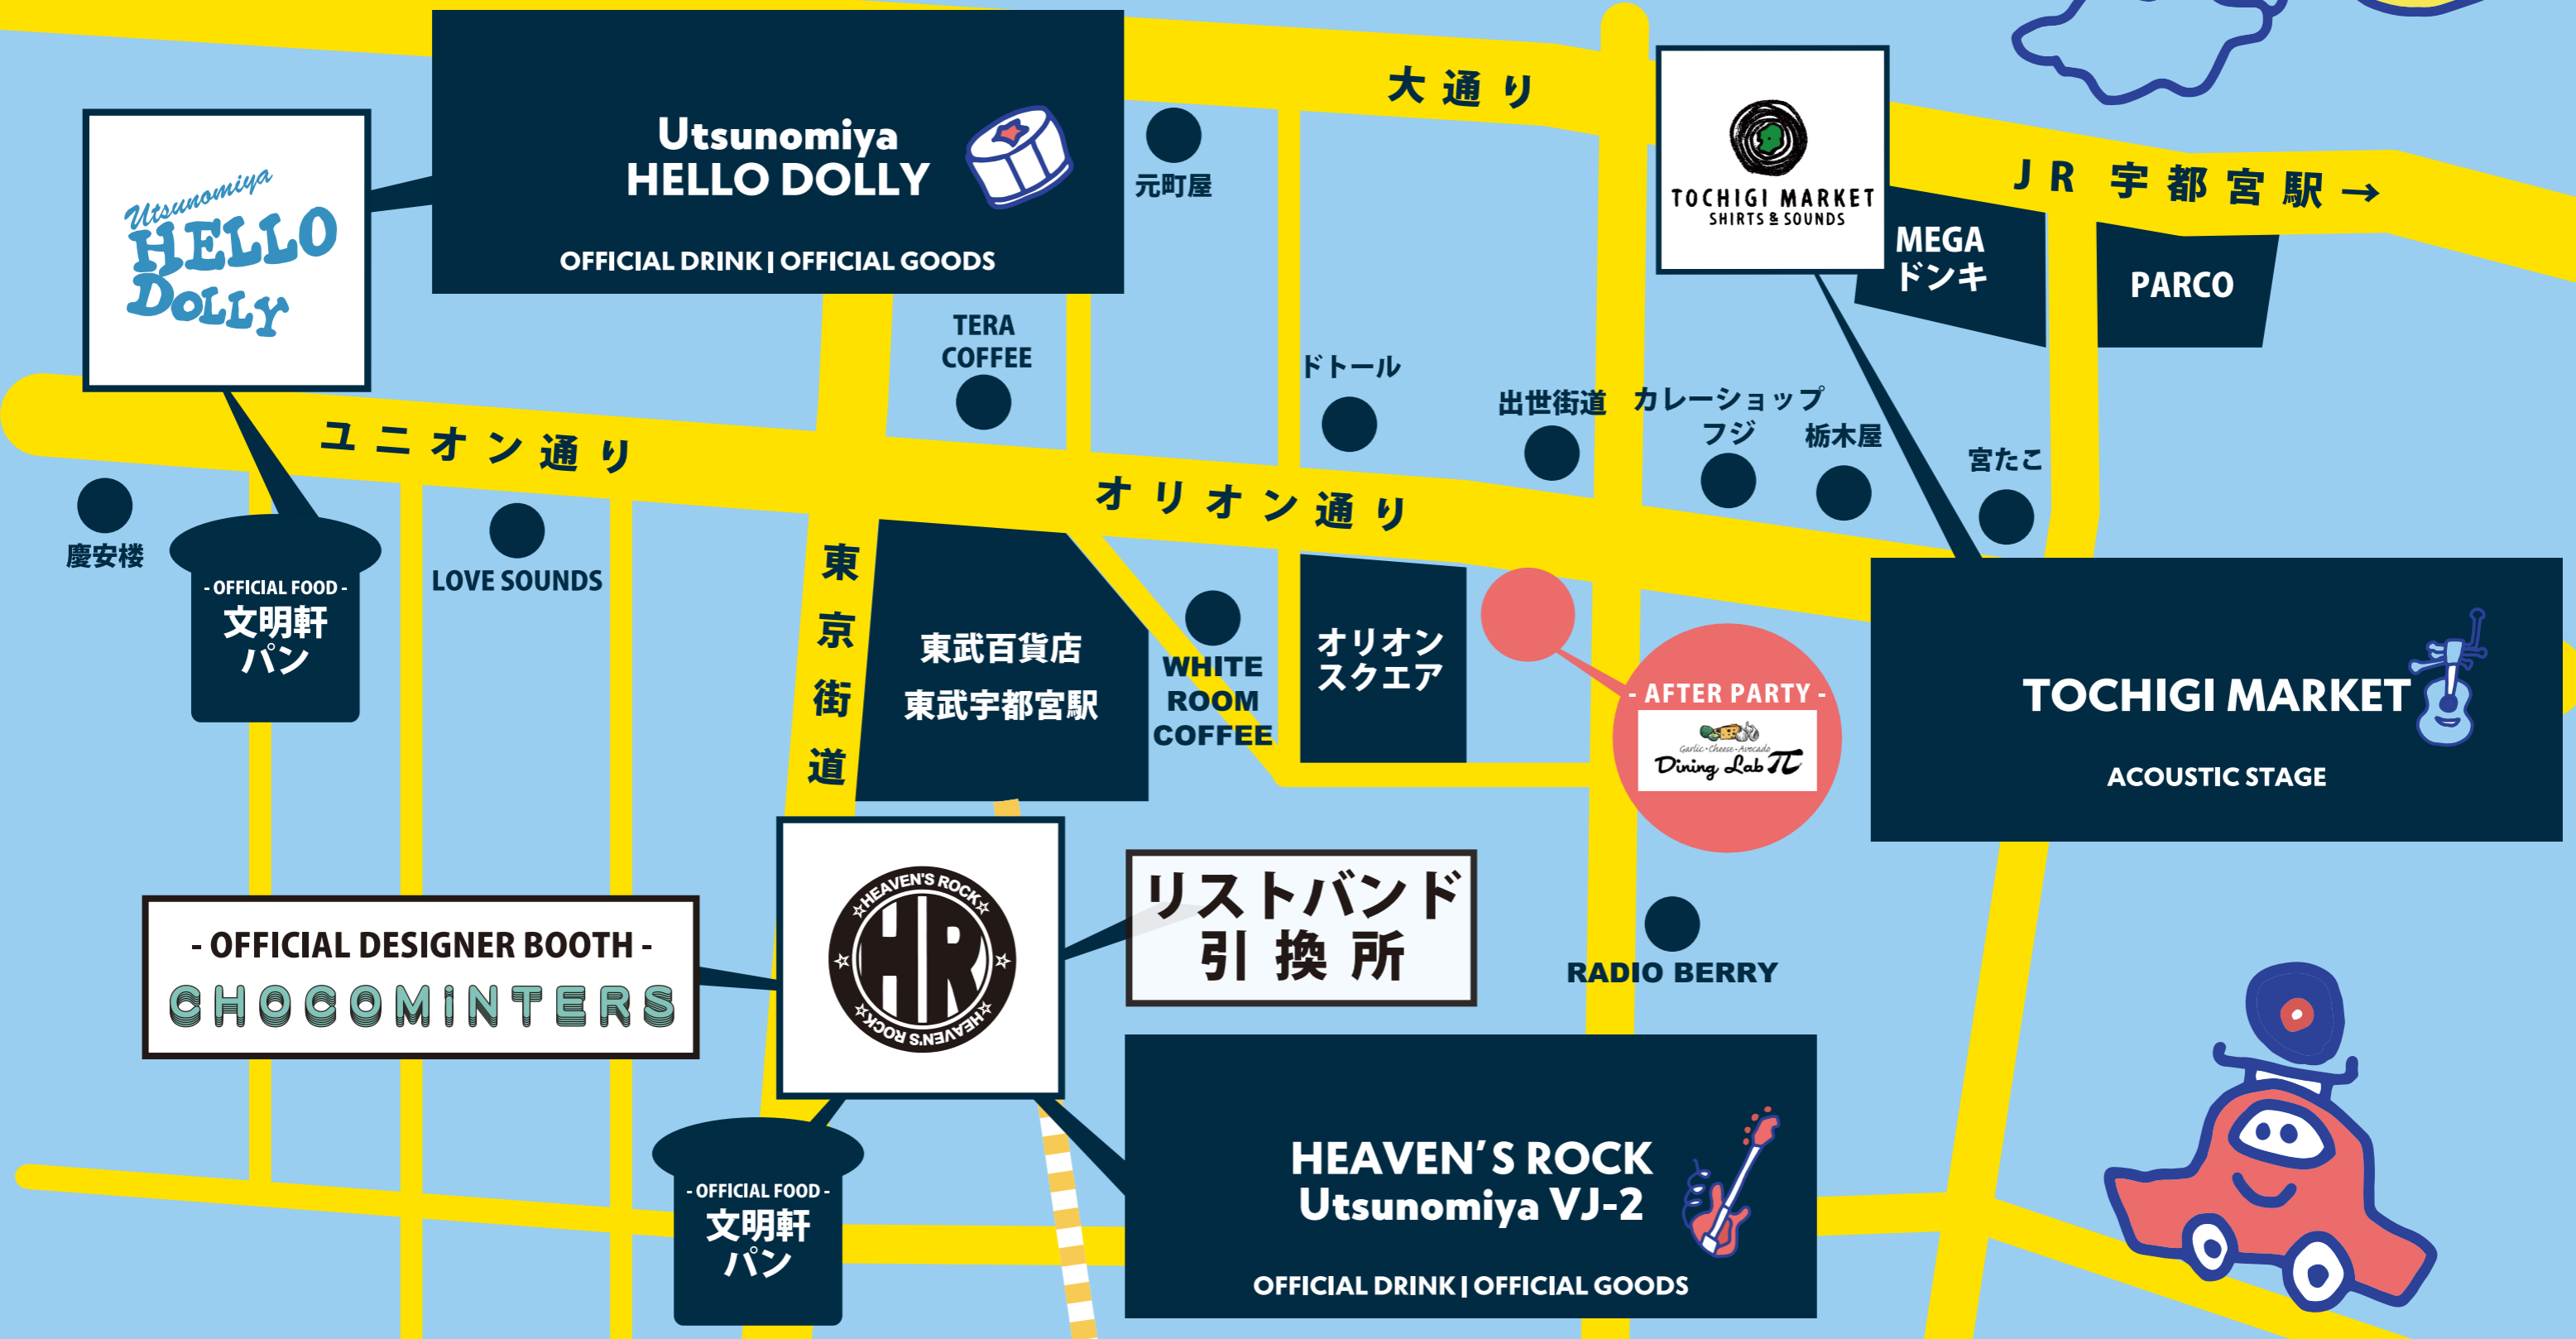 大通り
JR 宇都宮駅→
Utsunomiya
HELLO
DOLLY
Utsunomiya
HELLO DOLLY
OFFICIAL DRINK | OFFICIAL GOODS
元町屋
TOCHIGI MARKET
SHIRTS & SOUNDS
MEGA
ドンキ
PARCO
TERA
COFFEE
ドトール
出世街道
カレーショップ
フジ
栃木屋
宮たこ
ユニオン通り
オリオン通り
慶安楼
- OFFICIAL FOOD -
文明軒
パン
LOVE SOUNDS
東京街道
東武百貨店
東武宇都宮駅
WHITE
ROOM
COFFEE
オリオン
スクエア
- AFTER PARTY -
Garlic・Cheese・Avocado
Dining Lab π
TOCHIGI MARKET
ACOUSTIC STAGE
- OFFICIAL DESIGNER BOOTH -
CHOCOMiNTERS
☆HEAVEN'S ROCK☆
HR
☆HEAVEN'S ROCK☆
リストバンド
引換所
RADIO BERRY
- OFFICIAL FOOD -
文明軒
パン
HEAVEN'S ROCK
Utsunomiya VJ-2
OFFICIAL DRINK | OFFICIAL GOODS